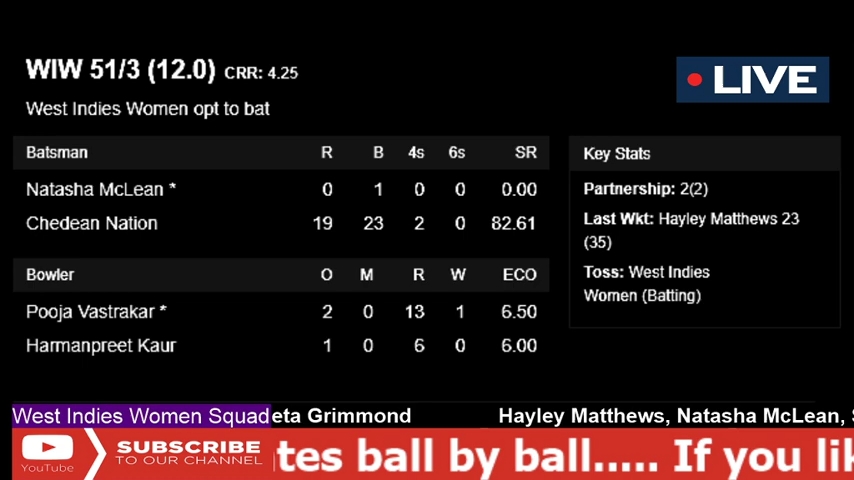 WIW 51/3 (12.0) CRR: 4.25
LIVE
West Indies Women opt to bat
Batsman R B 4s 6s SR
Natasha McLean * 0 1 0 0 0.00
Chedean Nation 19 23 2 0 82.61
Bowler O M R W ECO
Pooja Vastrakar * 2 0 13 1 6.50
Harmanpreet Kaur 1 0 6 0 6.00
Key Stats
Partnership: 2(2)
Last Wkt: Hayley Matthews 23
(35)
Toss: West Indies
Women (Batting)
West Indies Women Squad eta Grimmond Hayley Matthews, Natasha McLean, S
YouTube
SUBSCRIBE
TO OUR CHANNEL
tes ball by ball..... If you lik